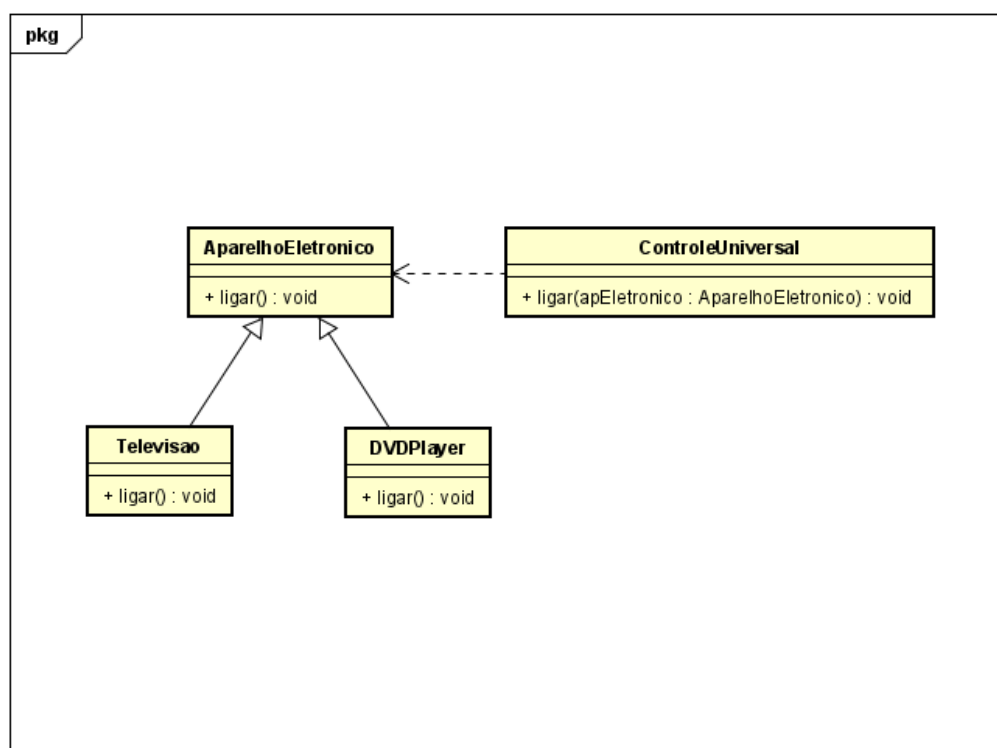 pkg
AparelhoEletronico
+ ligar() : void
ControleUniversal
+ ligar(apEletronico : AparelhoEletronico) : void
Televisao
+ ligar() : void
DVDPlayer
+ ligar() : void